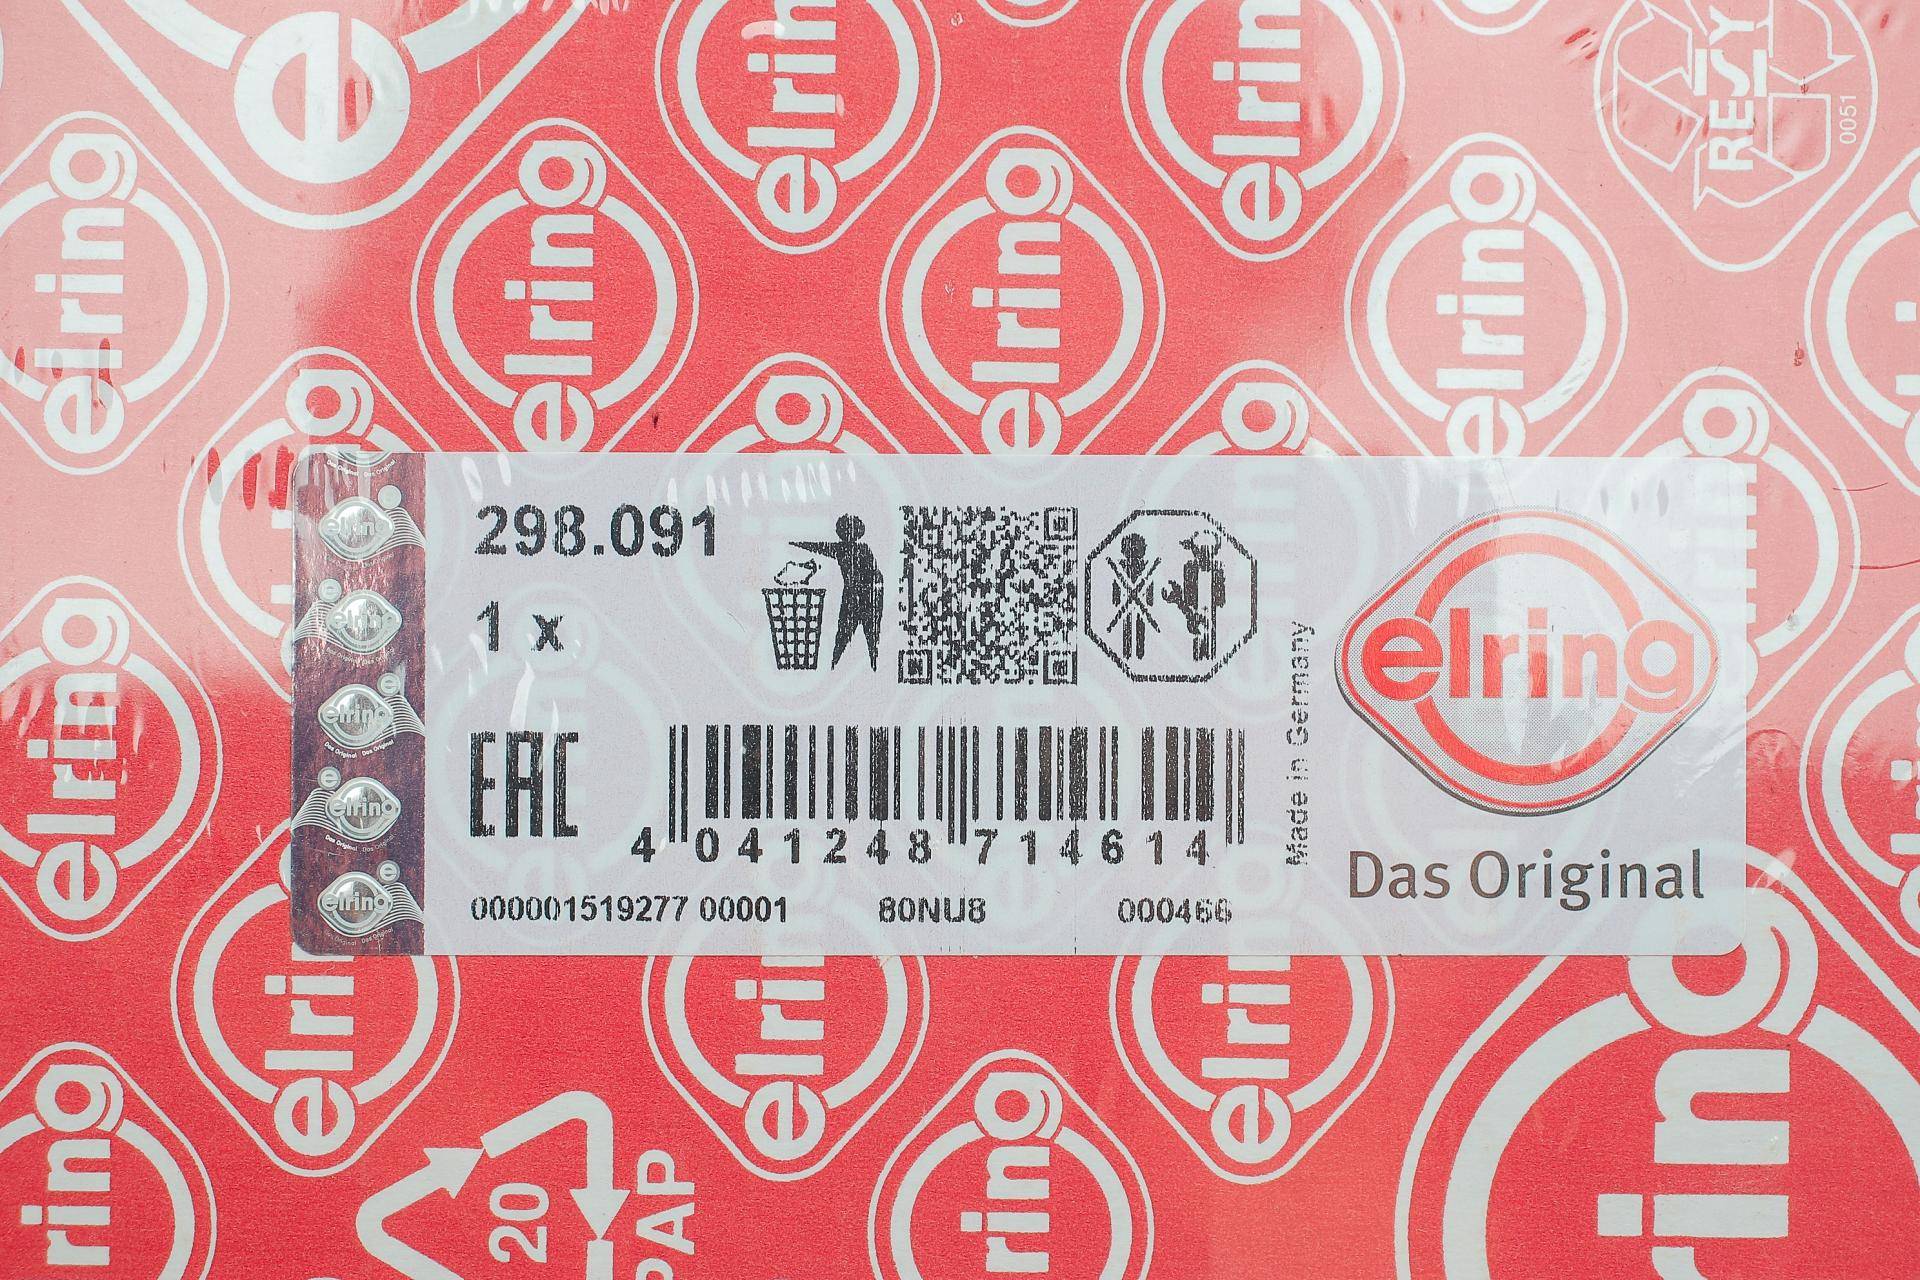 elring
RESY
0051
298.091
1 x
EAC
4 041248 714614
000001519277 00001 80NU8 000466
Made in Germany
elring
Das Original
20
PAP